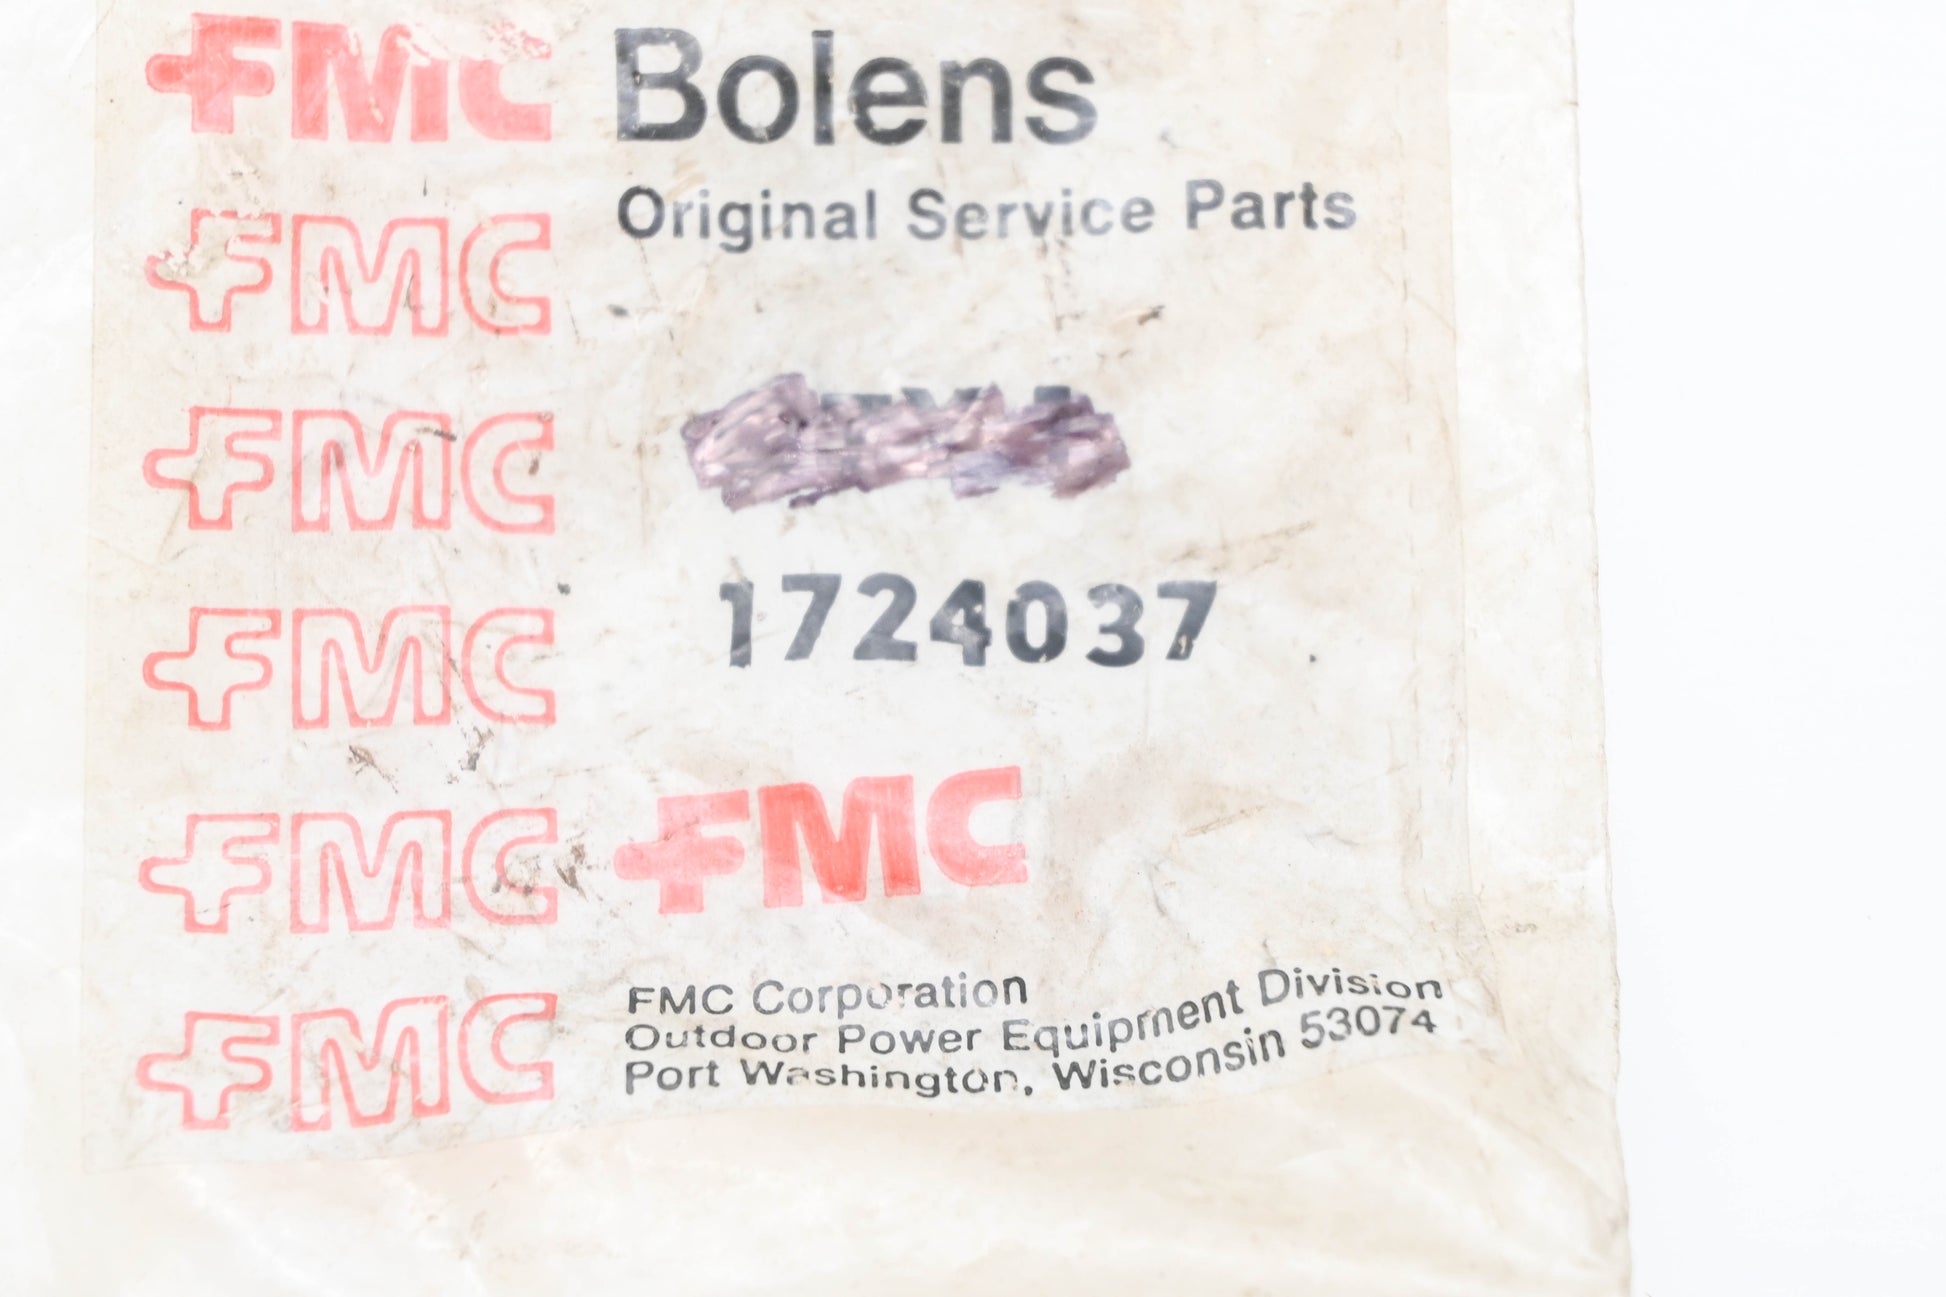 FMC Bolens
Original Service Parts
FMC
FMC
1724037
FMC
FMC FMC
FMC Corporation
Outdoor Power Equipment Division
Port Washington, Wisconsin 53074
FMC